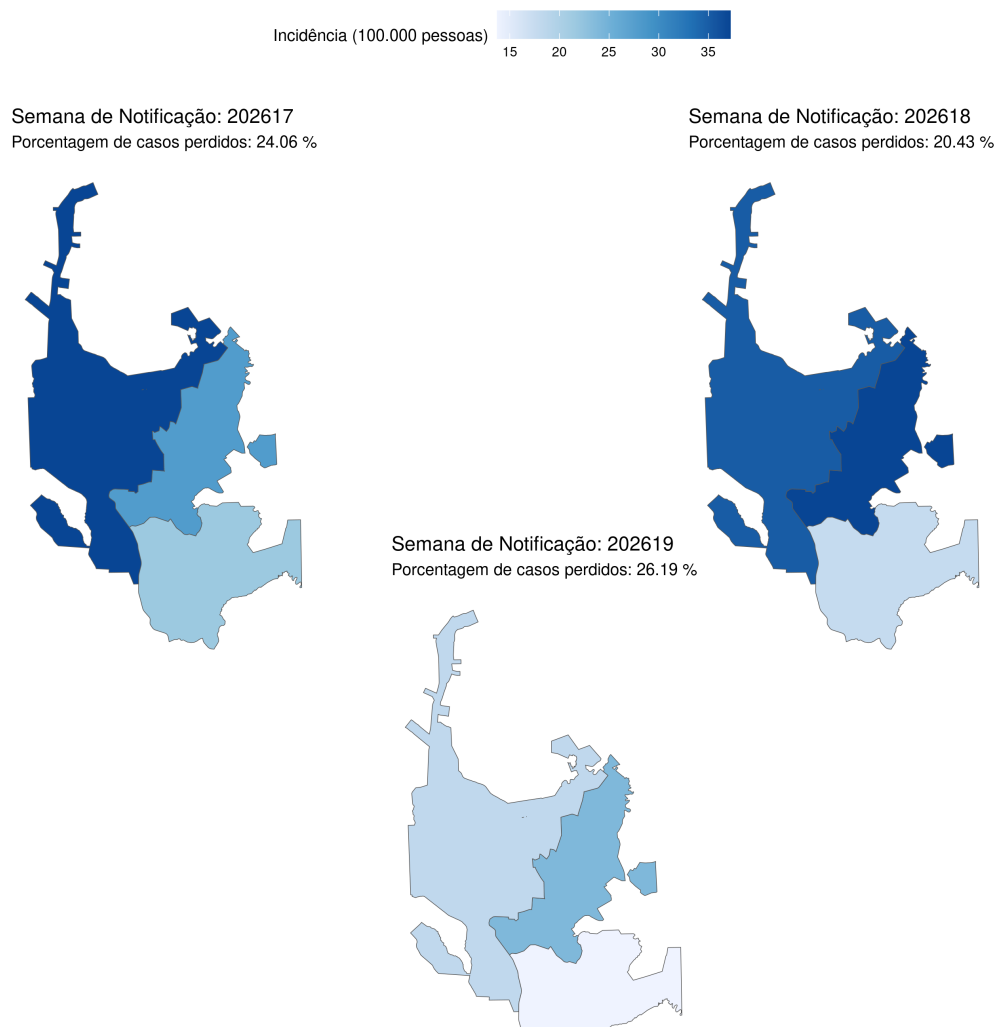 Incidência (100.000 pessoas)
15 20 25 30 35
Semana de Notificação: 202617
Porcentagem de casos perdidos: 24.06 %
Semana de Notificação: 202618
Porcentagem de casos perdidos: 20.43 %
Semana de Notificação: 202619
Porcentagem de casos perdidos: 26.19 %